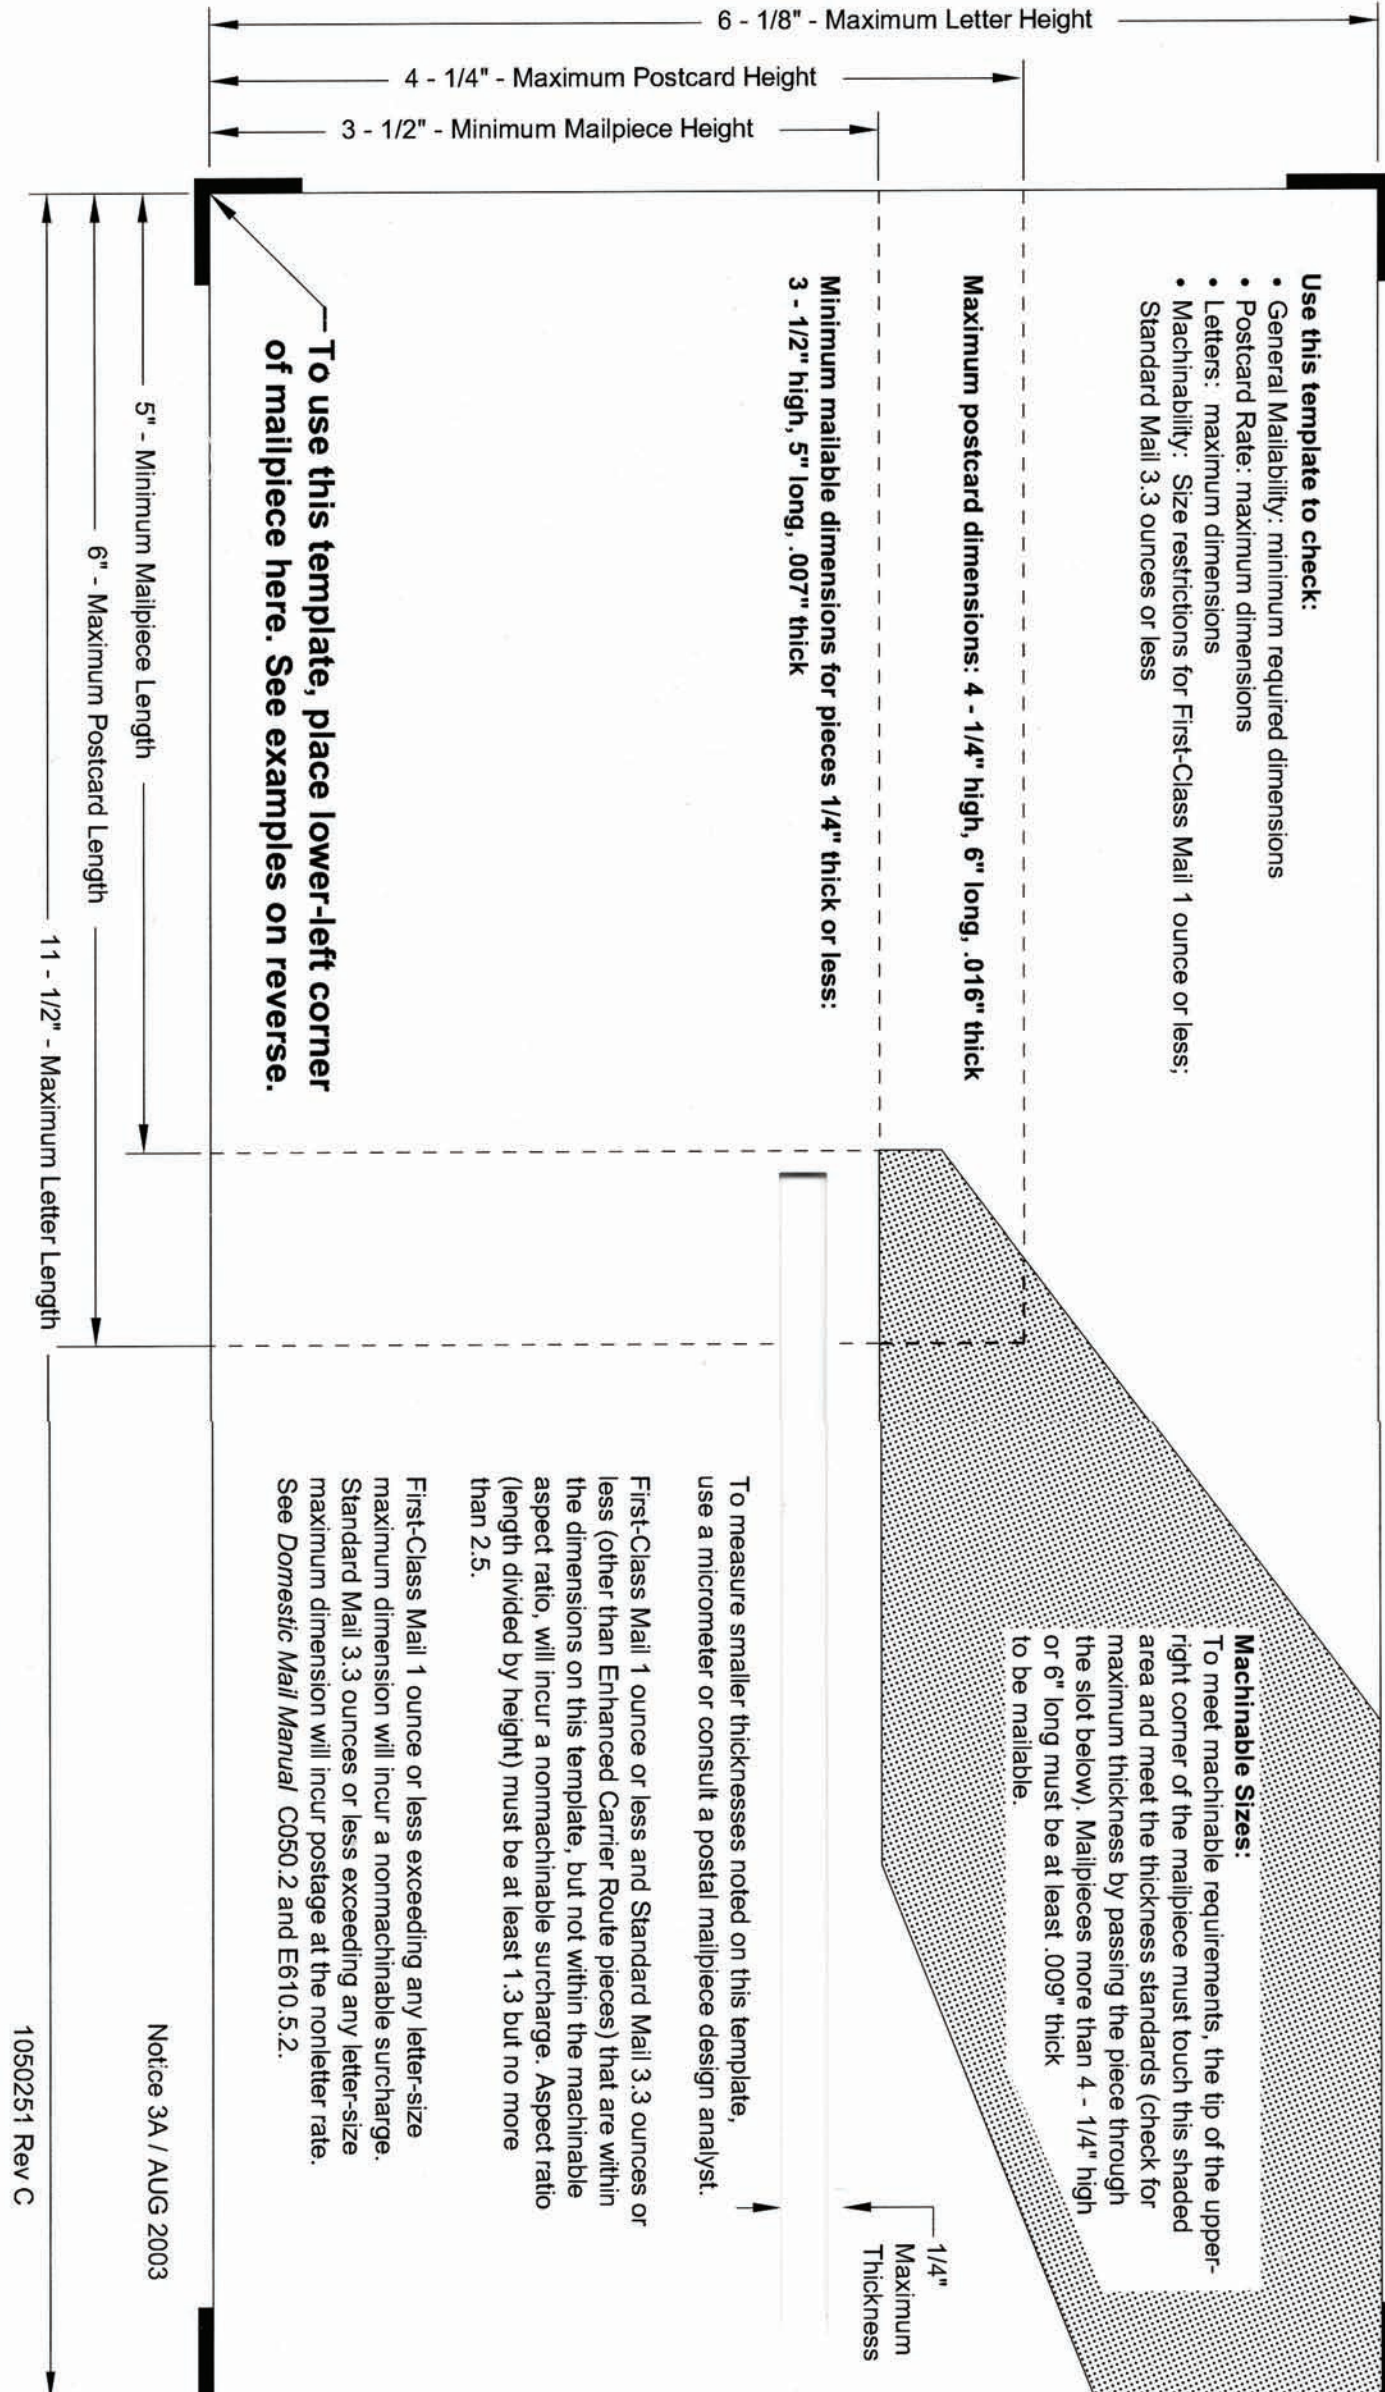 6 - 1/8" - Maximum Letter Height
4 - 1/4" - Maximum Postcard Height
3 - 1/2" - Minimum Mailpiece Height
Use this template to check:
• General Mailability: minimum required dimensions
• Postcard Rate: maximum dimensions
• Letters: maximum dimensions
• Machinability: Size restrictions for First-Class Mail 1 ounce or less;
Standard Mail 3.3 ounces or less
Maximum postcard dimensions: 4 - 1/4" high, 6" long, .016" thick
Minimum mailable dimensions for pieces 1/4" thick or less:
3 - 1/2" high, 5" long, .007" thick
To use this template, place lower-left corner
of mailpiece here. See examples on reverse.
5" - Minimum Mailpiece Length
6" - Maximum Postcard Length
11 - 1/2" - Maximum Letter Length
Machinable Sizes:
To meet machinable requirements, the tip of the upper-
right corner of the mailpiece must touch this shaded
area and meet the thickness standards (check for
maximum thickness by passing the piece through
the slot below). Mailpieces more than 4 - 1/4" high
or 6" long must be at least .009" thick
to be mailable.
1/4"
Maximum
Thickness
To measure smaller thicknesses noted on this template,
use a micrometer or consult a postal mailpiece design analyst.
First-Class Mail 1 ounce or less and Standard Mail 3.3 ounces or
less (other than Enhanced Carrier Route pieces) that are within
the dimensions on this template, but not within the machinable
aspect ratio, will incur a nonmachinable surcharge. Aspect ratio
(length divided by height) must be at least 1.3 but no more
than 2.5.
First-Class Mail 1 ounce or less exceeding any letter-size
maximum dimension will incur a nonmachinable surcharge.
Standard Mail 3.3 ounces or less exceeding any letter-size
maximum dimension will incur postage at the nonletter rate.
See Domestic Mail Manual C050.2 and E610.5.2.
Notice 3A / AUG 2003
1050251 Rev C